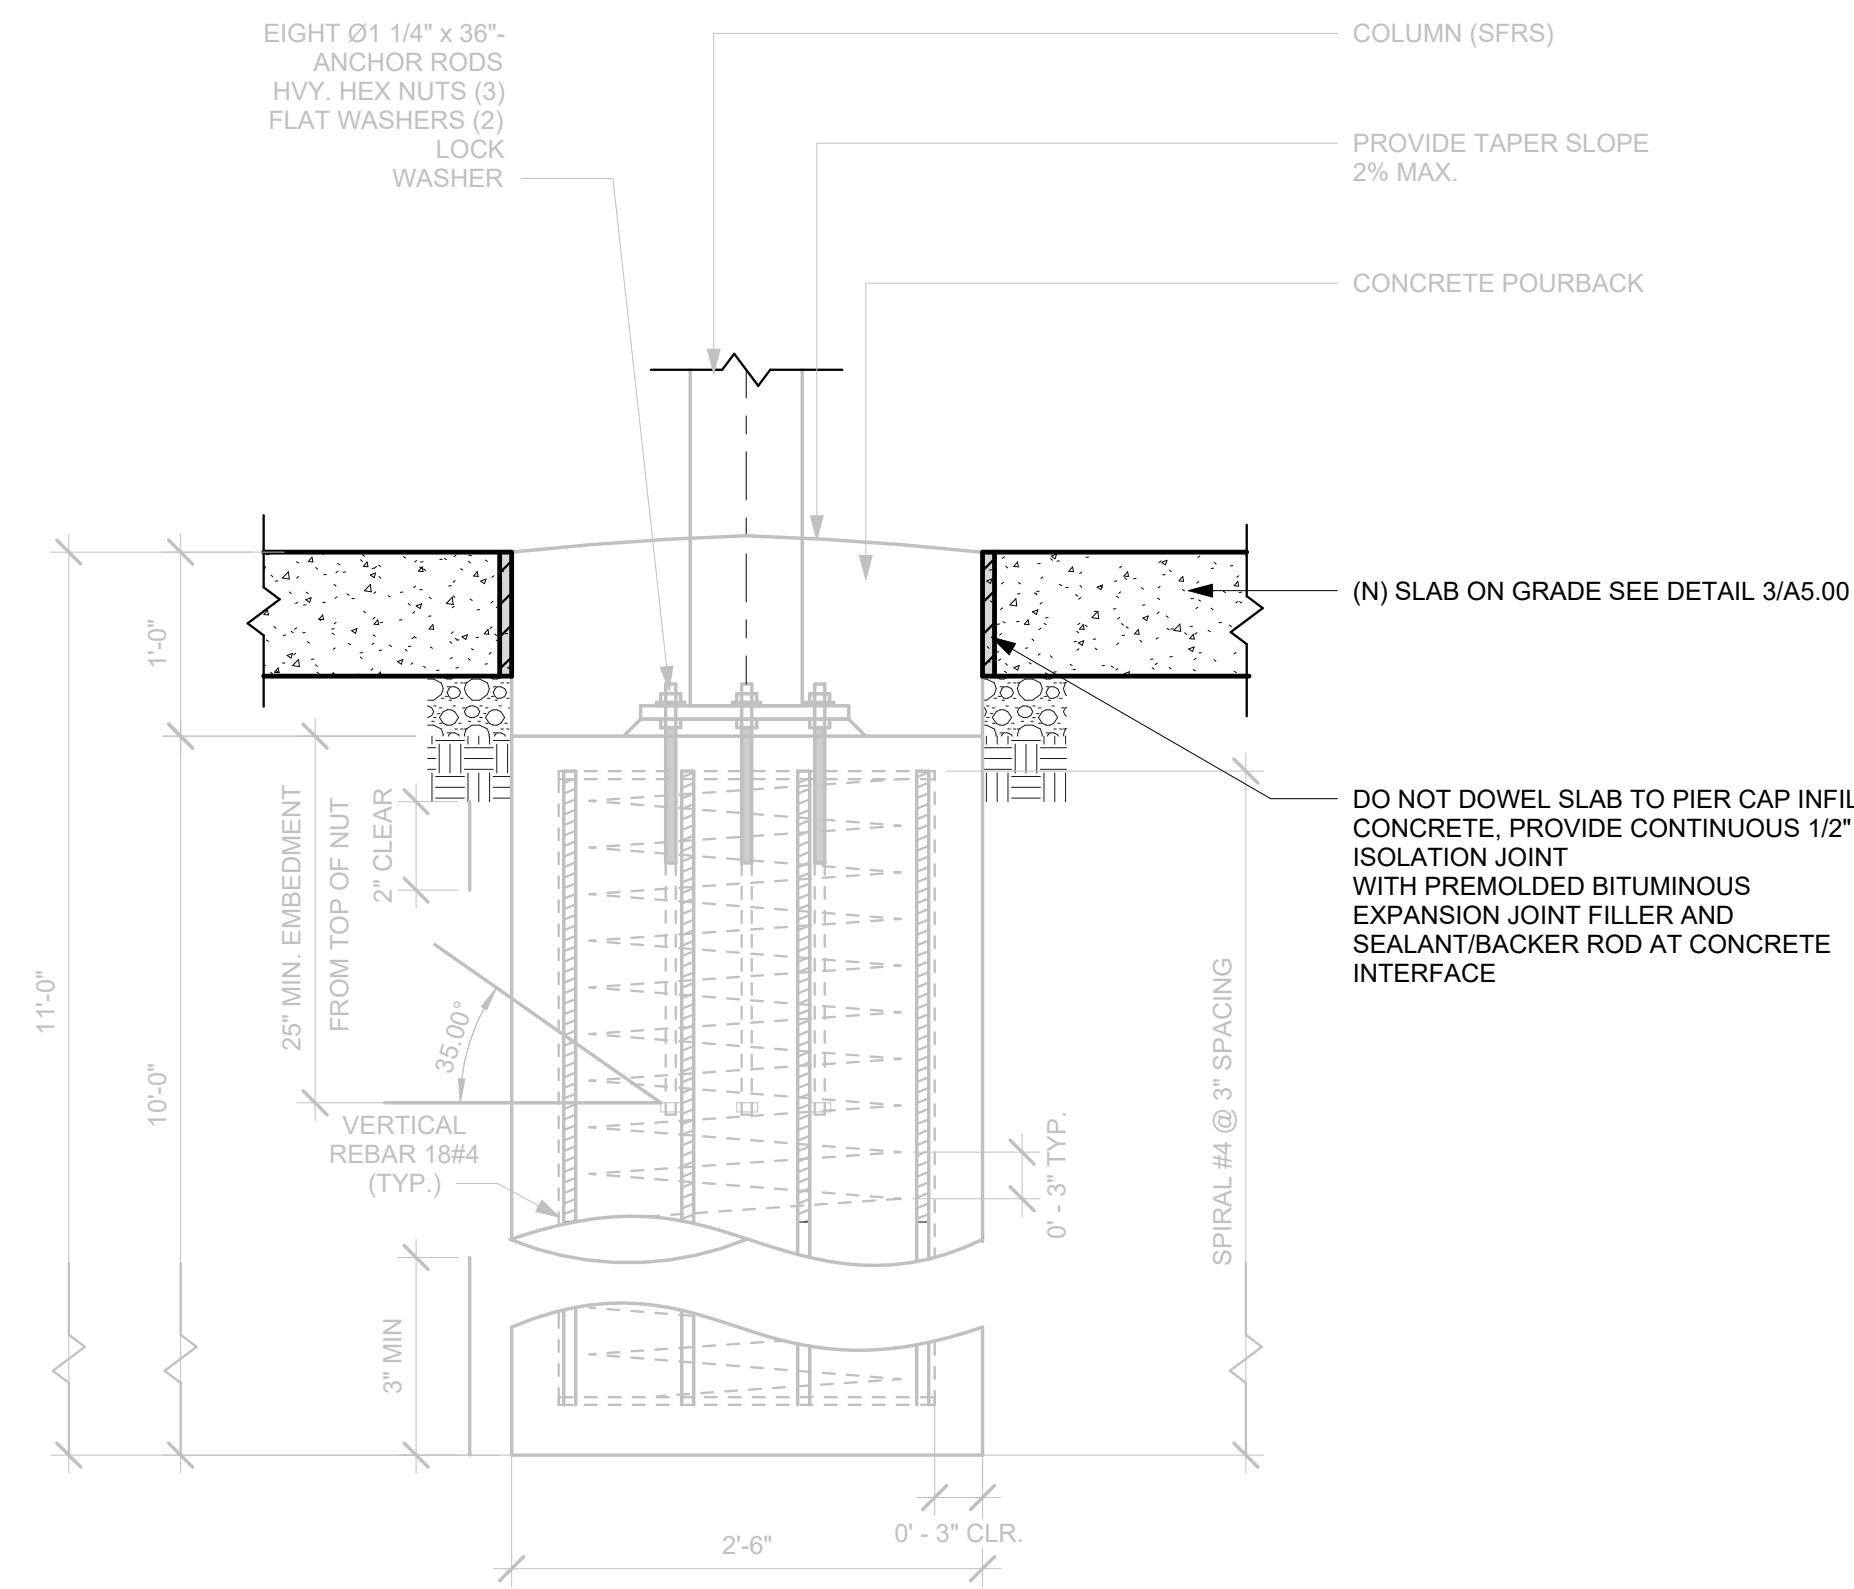 EIGHT Ø1 1/4" x 36"-
ANCHOR RODS
HVY. HEX NUTS (3)
FLAT WASHERS (2)
LOCK
WASHER
COLUMN (SFRS)
PROVIDE TAPER SLOPE
2% MAX.
CONCRETE POURBACK
(N) SLAB ON GRADE SEE DETAIL 3/A5.00
DO NOT DOWEL SLAB TO PIER CAP INFIL
CONCRETE, PROVIDE CONTINUOUS 1/2"
ISOLATION JOINT
WITH PREMOLDED BITUMINOUS
EXPANSION JOINT FILLER AND
SEALANT/BACKER ROD AT CONCRETE
INTERFACE
1'-0"
11'-0"
10'-0"
25" MIN. EMBEDMENT
FROM TOP OF NUT
2" CLEAR
35.00°
VERTICAL
REBAR 18#4
(TYP.)
3" MIN
0' - 3" TYP.
SPIRAL #4 @ 3" SPACING
0' - 3" CLR.
2'-6"